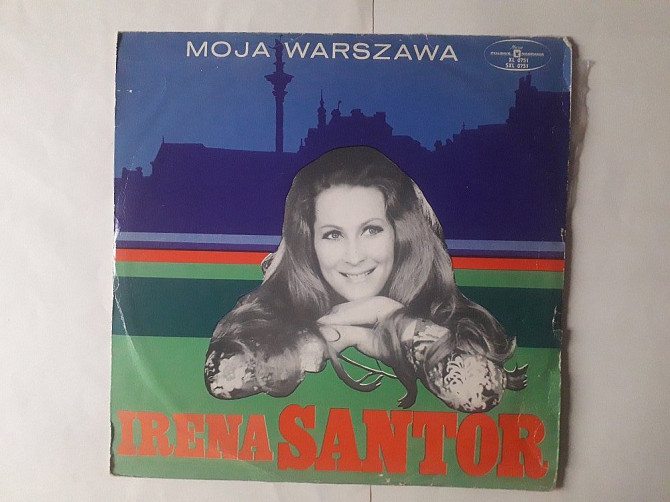 MOJA WARSZAWA
POLSKIE NAGRANIA
XL 0751
SXL 0751
IRENA SANTOR